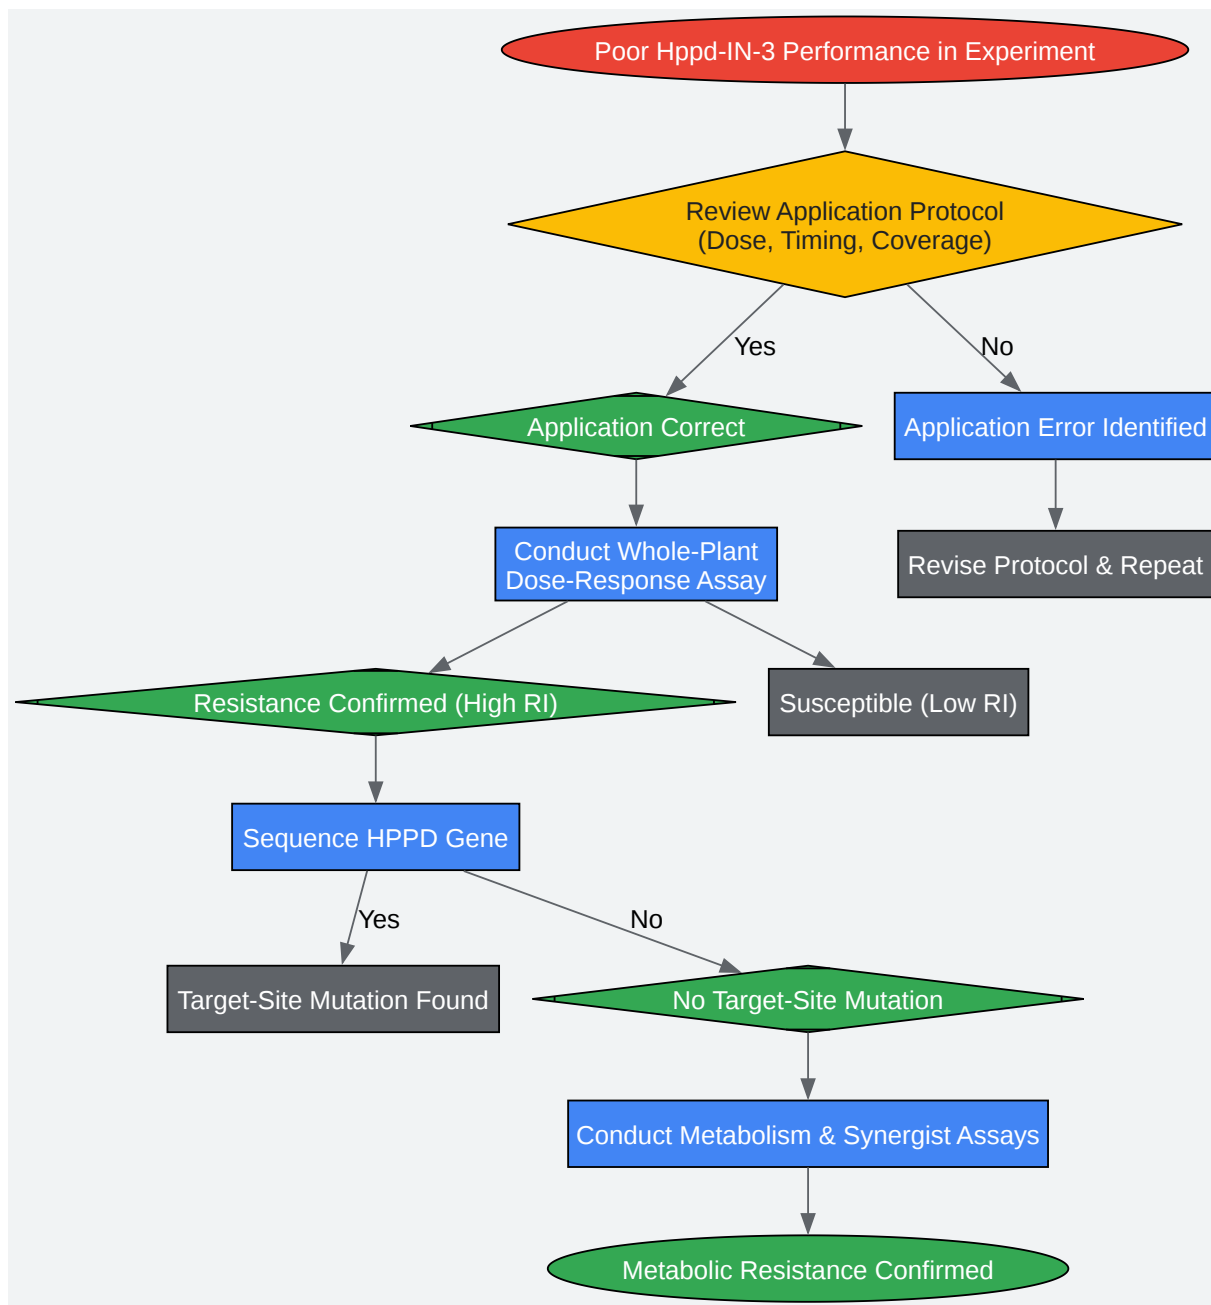 Poor Hppd-IN-3 Performance in Experiment
Review Application Protocol
(Dose, Timing, Coverage)
Yes
No
Application Correct
Application Error Identified
Conduct Whole-Plant
Dose-Response Assay
Revise Protocol & Repeat
Resistance Confirmed (High RI)
Susceptible (Low RI)
Sequence HPPD Gene
Yes
No
Target-Site Mutation Found
No Target-Site Mutation
Conduct Metabolism & Synergist Assays
Metabolic Resistance Confirmed